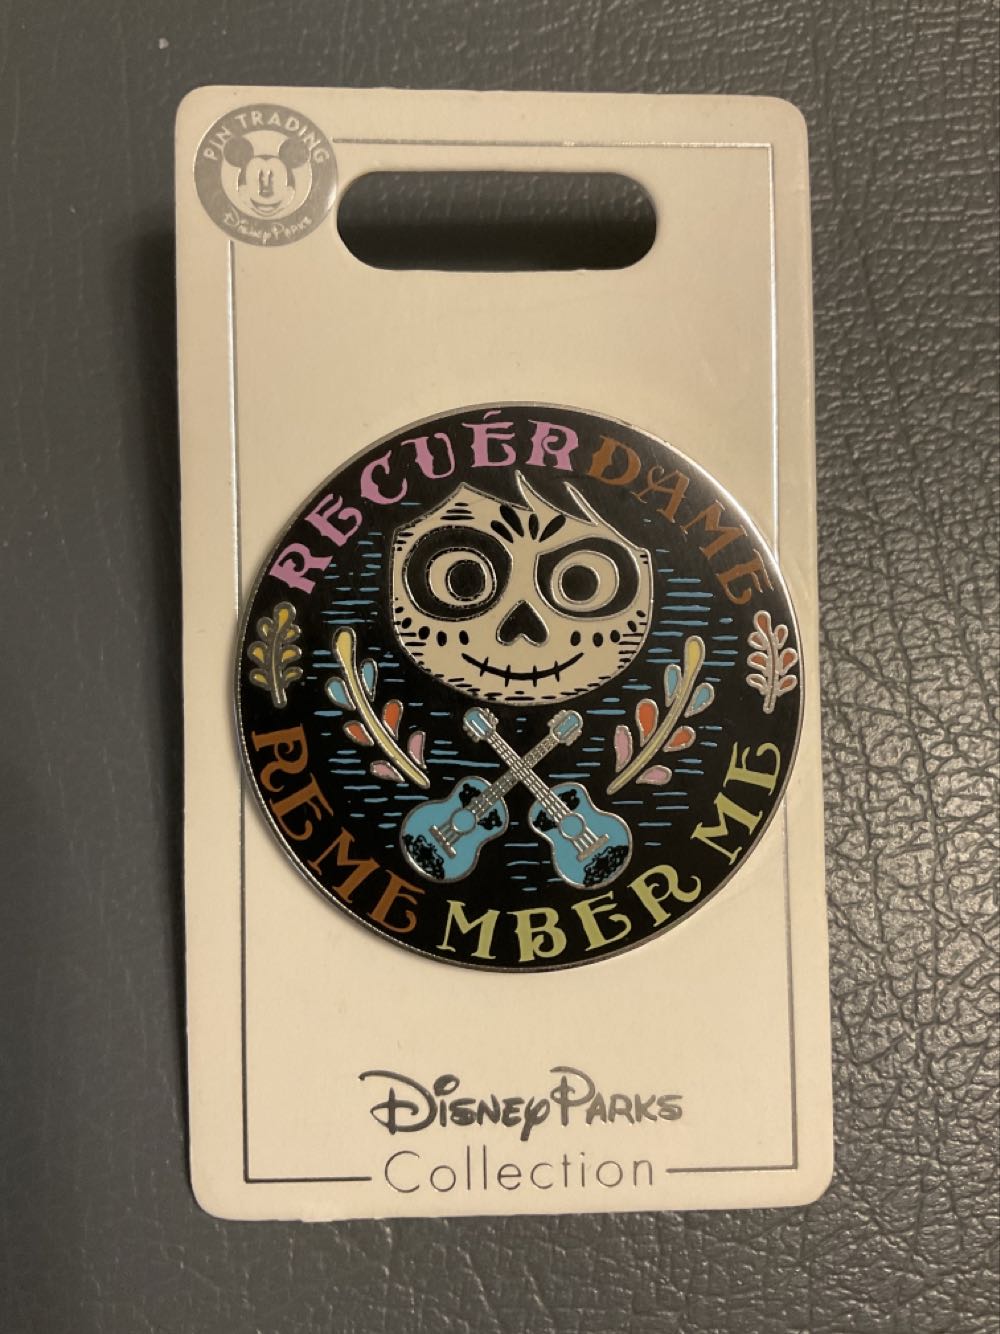 PIN TRADING
Disney Parks
RECUÉRDAME
REMEMBER ME
Disney Parks
Collection